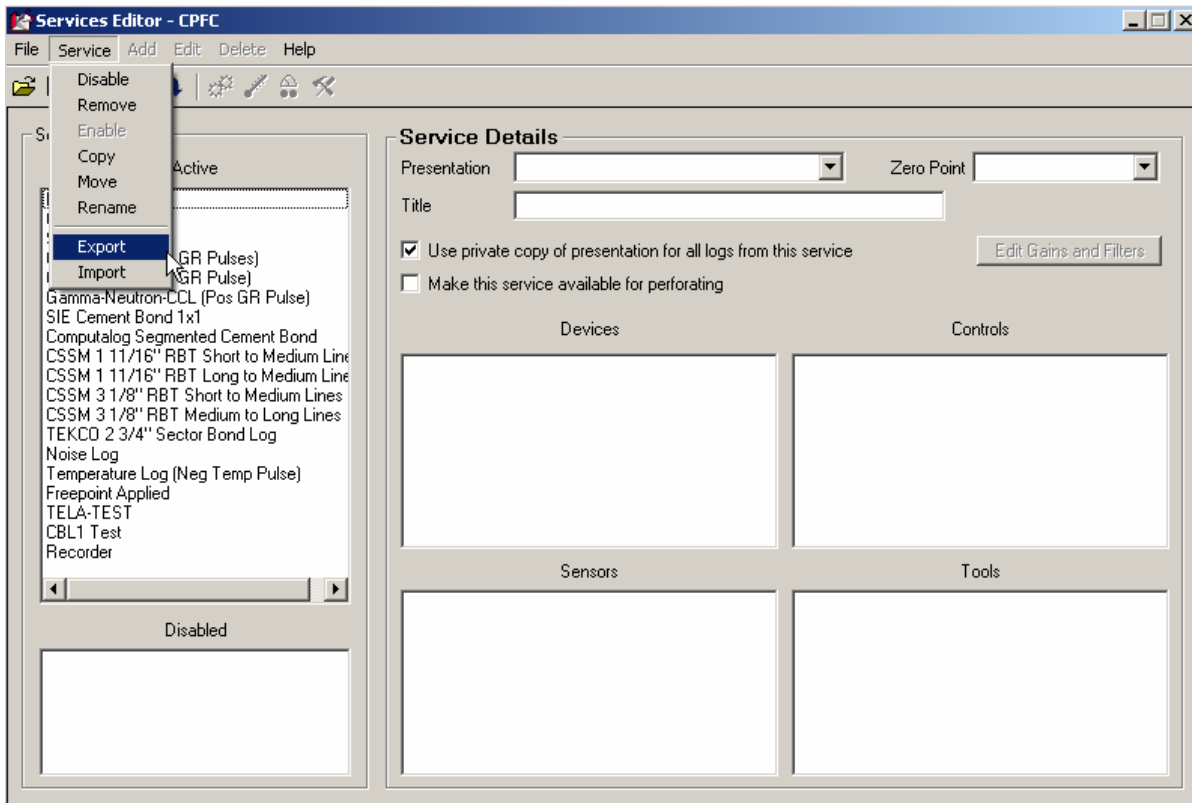 Services Editor - CPFC
File Service Add Edit Delete Help
Disable
Remove
Enable
Copy
Move
Rename
Export
Import
Active
GR Pulses)
GR Pulse)
Gamma-Neutron-CCL (Pos GR Pulse)
SIE Cement Bond 1x1
Computalog Segmented Cement Bond
CSSM 1 11/16" RBT Short to Medium Line
CSSM 1 11/16" RBT Long to Medium Line
CSSM 3 1/8" RBT Short to Medium Lines
CSSM 3 1/8" RBT Medium to Long Lines
TEKCO 2 3/4" Sector Bond Log
Noise Log
Temperature Log (Neg Temp Pulse)
Freepoint Applied
TELA-TEST
CBL1 Test
Recorder
Disabled
Service Details
Presentation
Zero Point
Title
Use private copy of presentation for all logs from this service
Edit Gains and Filters
Make this service available for perforating
Devices
Controls
Sensors
Tools